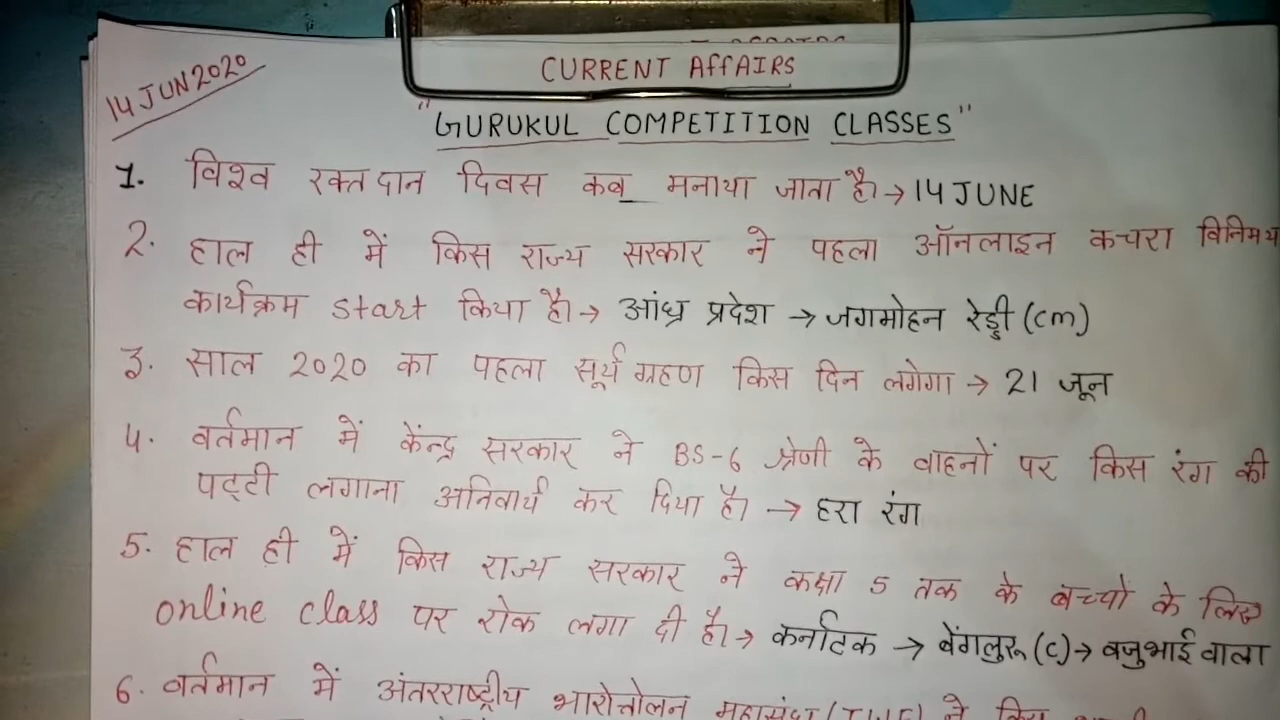 CURRENT AffAIRS
14 JUN 2020
"GURUKUL COMPETITION CLASSES"
1. विश्व रक्तदान दिवस कब मनाया जाता है। → 14 JUNE
2. हाल ही में किस राज्य सरकार ने पहला ऑनलाइन कचरा विनिमय
कार्यक्रम start किया है। → आंध्र प्रदेश → जगमोहन रेड्डी (cm)
3. साल 2020 का पहला सूर्य ग्रहण किस दिन लगेगा → 21 जून
4. वर्तमान में केंन्द्र सरकार ने BS-6 श्रेणी के वाहनों पर किस रंग की
पट्टी लगाना अनिवार्य कर दिया है। → हरा रंग
5. हाल ही में किस राज्य सरकार ने कक्षा 5 तक के बच्चों के लिए
online class पर रोक लगा दी है। → कर्नाटक → बेंगलुरू (c) → वजुभाई वाला
6. वर्तमान में अंतरराष्ट्रीय भारोत्तोलन महासंघ (IWF) ने किस